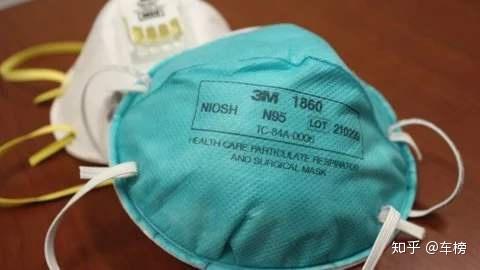 3M 1860
NIOSH N95 LOT
TC-84A-0006
HEALTH CARE PARTICULATE RESPIRATOR
AND SURGICAL MASK
知乎 @车榜